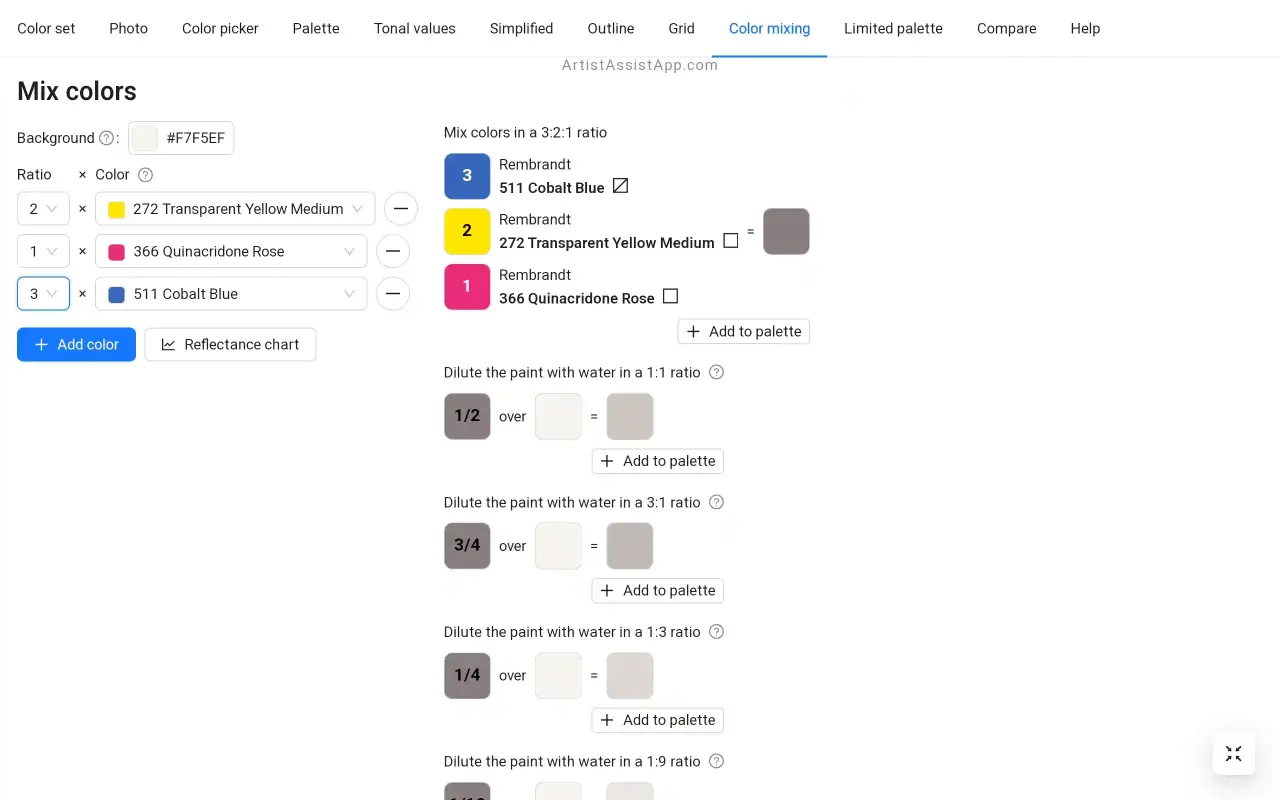 Color set Photo Color picker Palette Tonal values Simplified Outline Grid Color mixing Limited palette Compare Help
ArtistAssistApp.com
Mix colors
Background ? : #F7F5EF
Ratio × Color ?
2 × 272 Transparent Yellow Medium
1 × 366 Quinacridone Rose
3 × 511 Cobalt Blue
+ Add color Reflectance chart
Mix colors in a 3:2:1 ratio
3 Rembrandt
511 Cobalt Blue
2 Rembrandt
272 Transparent Yellow Medium =
1 Rembrandt
366 Quinacridone Rose
+ Add to palette
Dilute the paint with water in a 1:1 ratio ?
1/2 over =
+ Add to palette
Dilute the paint with water in a 3:1 ratio ?
3/4 over =
+ Add to palette
Dilute the paint with water in a 1:3 ratio ?
1/4 over =
+ Add to palette
Dilute the paint with water in a 1:9 ratio ?